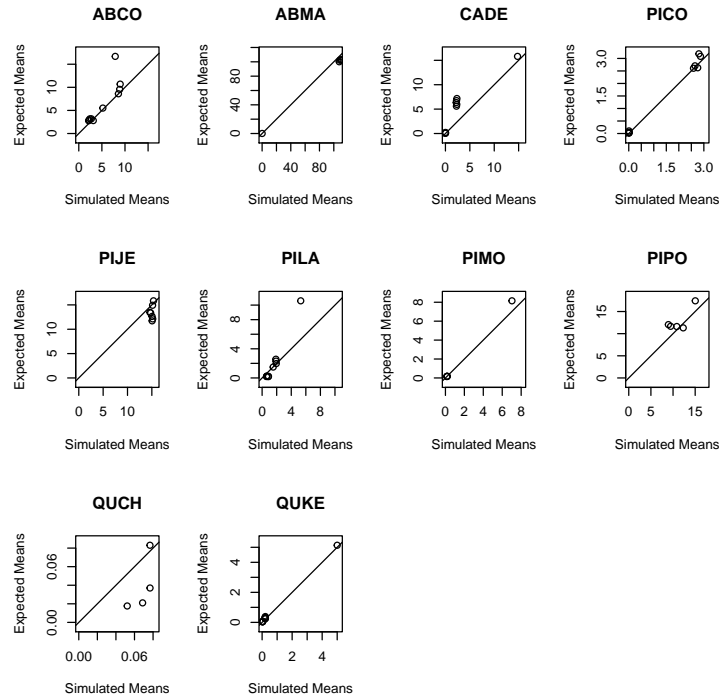 ABCO
ABMA
CADE
PICO
Expected Means
0 5 10
0 5 10
Simulated Means
Expected Means
0 40 80
0 40 80
Simulated Means
Expected Means
0 5 10
0 5 10
Simulated Means
Expected Means
0.0 1.5 3.0
0.0 1.5 3.0
Simulated Means
PIJE
PILA
PIMO
PIPO
Expected Means
0 5 10
0 5 10
Simulated Means
Expected Means
0 4 8
0 2 4 6 8
Simulated Means
Expected Means
0 2 4 6 8
0 2 4 6 8
Simulated Means
Expected Means
0 5 15
0 5 15
Simulated Means
QUCH
QUKE
Expected Means
0.00 0.06
0.00 0.06
Simulated Means
Expected Means
0 2 4
0 2 4
Simulated Means